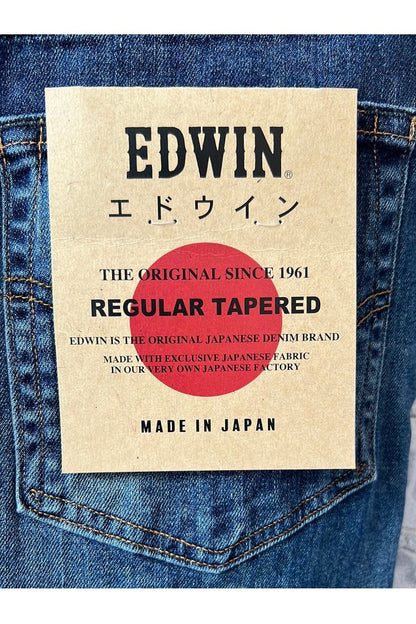 EDWIN®
エドウイン
THE ORIGINAL SINCE 1961
REGULAR TAPERED
EDWIN IS THE ORIGINAL JAPANESE DENIM BRAND
MADE WITH EXCLUSIVE JAPANESE FABRIC
IN OUR VERY OWN JAPANESE FACTORY
MADE IN JAPAN